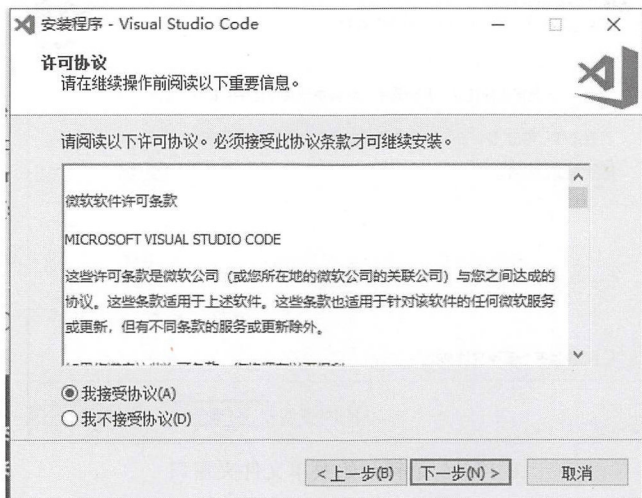 安装程序 - Visual Studio Code
许可协议
请在继续操作前阅读以下重要信息。
请阅读以下许可协议。必须接受此协议条款才可继续安装。
微软软件许可条款
MICROSOFT VISUAL STUDIO CODE
这些许可条款是微软公司（或您所在地的微软公司的关联公司）与您之间达成的
协议。这些条款适用于上述软件。这些条款也适用于针对该软件的任何微软服务
或更新，但有不同条款的服务或更新除外。
我接受协议(A)
我不接受协议(D)
<上一步(B) 下一步(N) > 取消